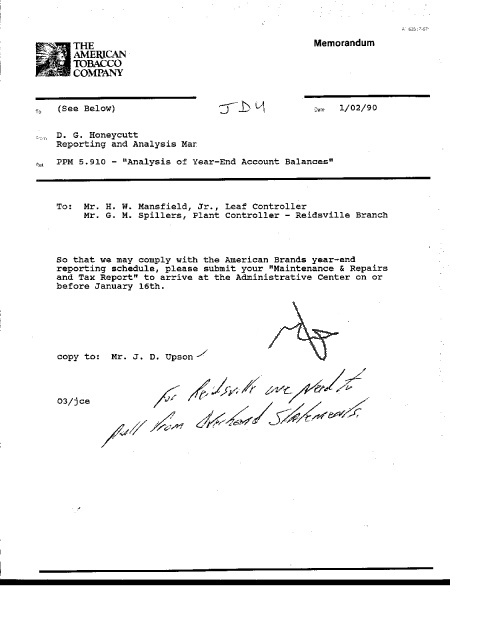 Memorandum
THE
AMERICAN
TOBACCO
COMPANY
To (See Below)
JDU
Date 1/02/90
From D. G. Honeycutt
Reporting and Analysis Mar
Ref. PPM 5.910 - "Analysis of Year-End Account Balances"
To: Mr. H. W. Mansfield, Jr., Leaf Controller
Mr. G. M. Spillers, Plant Controller - Reidsville Branch
So that we may comply with the American Brands year-end
reporting schedule, please submit your "Maintenance & Repairs
and Tax Report" to arrive at the Administrative Center on or
before January 16th.
copy to: Mr. J. D. Upson
For Reidsville we need to
pull from Overhead Statements.
03/jce